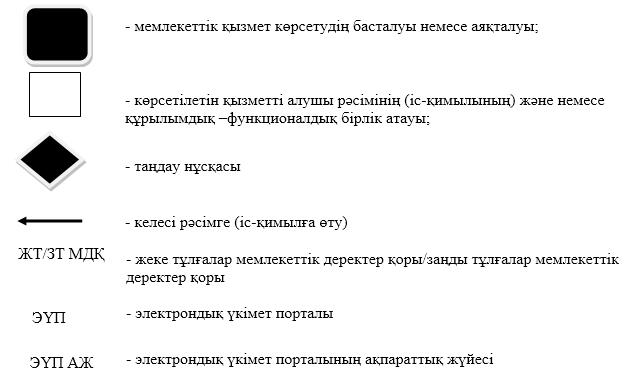 - мемлекеттік қызмет көрсетудің басталуы немесе аяқталуы;
- көрсетілетін қызметті алушы рәсімінің (іс-қимылының) және немесе
құрылымдық –функционалдық бірлік атауы;
- таңдау нұсқасы
- келесі рәсімге (іс-қимылға өту)
ЖТ/ЗТ МДҚ - жеке тұлғалар мемлекеттік деректер қоры/заңды тұлғалар мемлекеттік
деректер қоры
ЭҮП - электрондық үкімет порталы
ЭҮП АЖ - электрондық үкімет порталының ақпараттық жүйесі